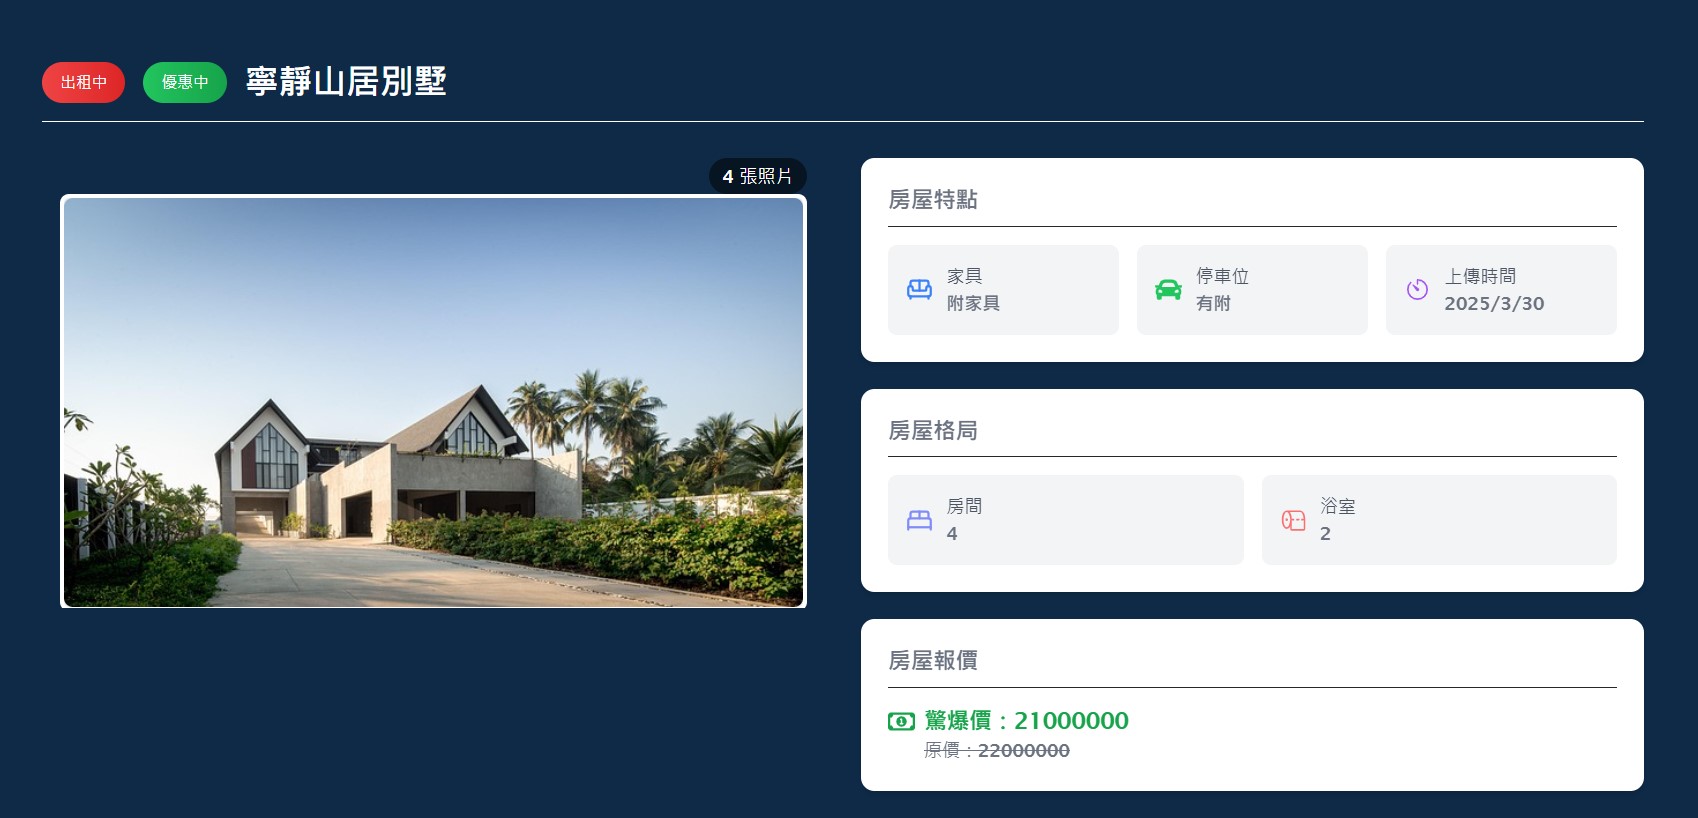 出租中
優惠中
寧靜山居別墅
4 張照片
房屋特點
家具
附家具
停車位
有附
上傳時間
2025/3/30
房屋格局
房間
4
浴室
2
房屋報價
驚爆價：21000000
原價：22000000